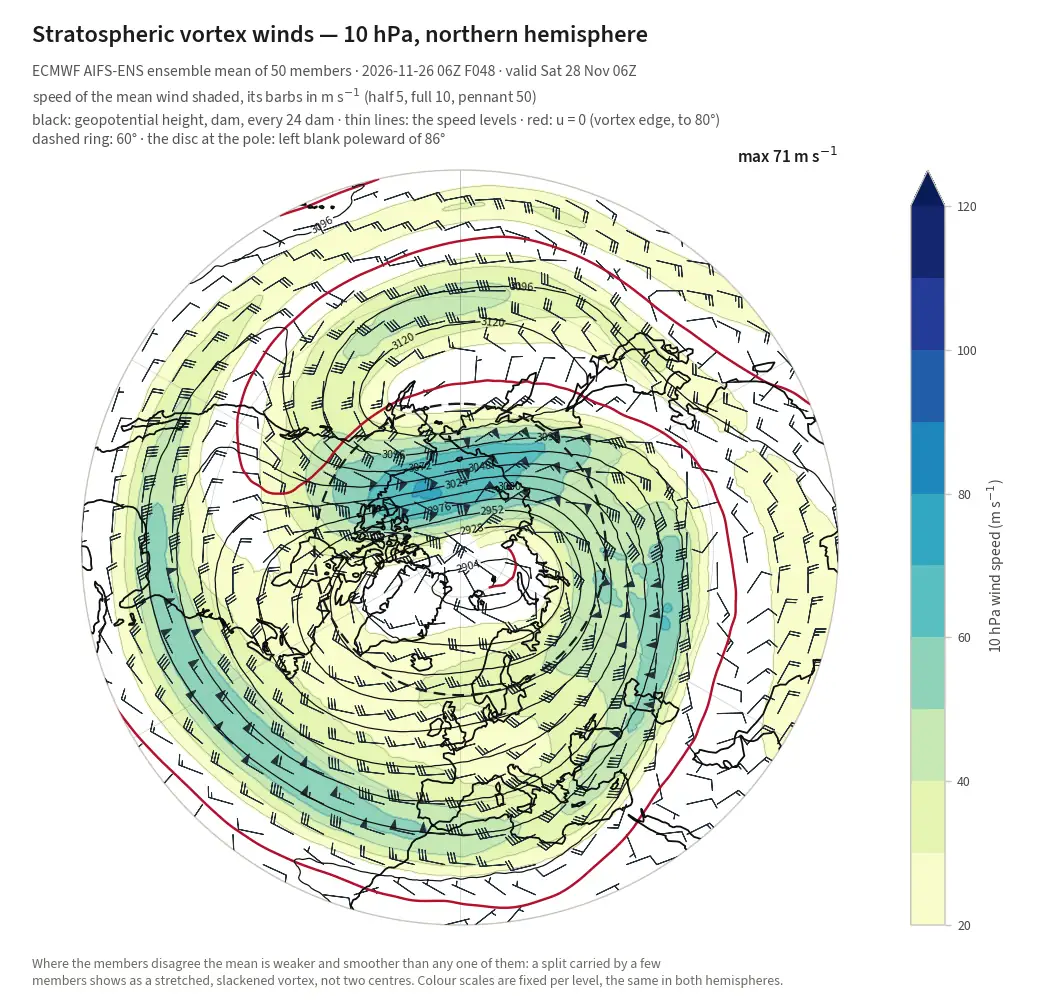 Stratospheric vortex winds — 10 hPa, northern hemisphere
ECMWF AIFS-ENS ensemble mean of 50 members · 2026-11-26 06Z F048 · valid Sat 28 Nov 06Z
speed of the mean wind shaded, its barbs in m s⁻¹ (half 5, full 10, pennant 50)
black: geopotential height, dam, every 24 dam · thin lines: the speed levels · red: u = 0 (vortex edge, to 80°)
dashed ring: 60° · the disc at the pole: left blank poleward of 86°
max 71 m s⁻¹
120
100
80
60
40
20
10 hPa wind speed (m s⁻¹)
3096
3096
3120
3120
3072
3048
3024
3000
2976
2952
2928
2904
Where the members disagree the mean is weaker and smoother than any one of them: a split carried by a few
members shows as a stretched, slackened vortex, not two centres. Colour scales are fixed per level, the same in both hemispheres.